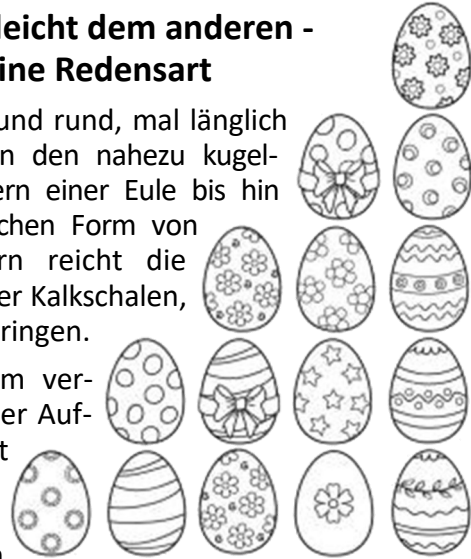 leicht dem anderen -
ine Redensart
und rund, mal länglich
n den nahezu kugel-
ern einer Eule bis hin
schen Form von
rn reicht die
er Kalkschalen,
ringen.
m ver-
er Auf-
t